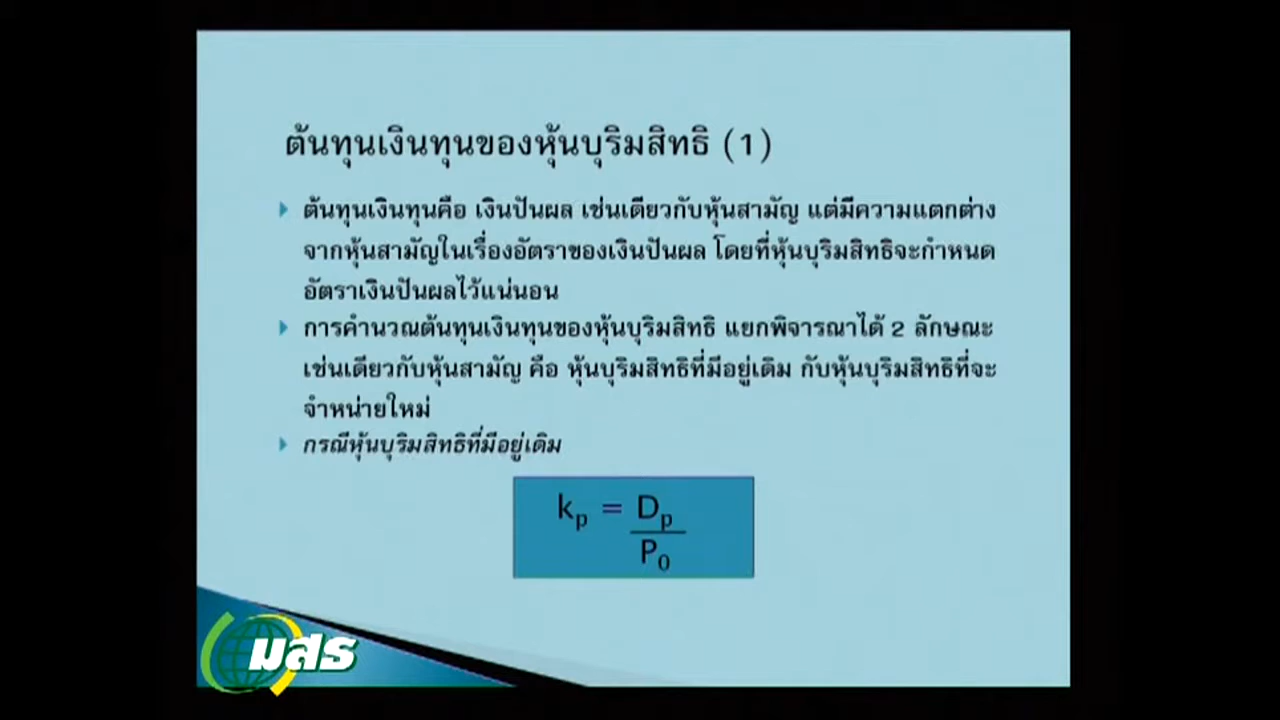 ต้นทุนเงินทุนของหุ้นบุริมสิทธิ (1)
ต้นทุนเงินทุนคือ เงินปันผล เช่นเดียวกับหุ้นสามัญ แต่มีความแตกต่าง
จากหุ้นสามัญในเรื่องอัตราของเงินปันผล โดยที่หุ้นบุริมสิทธิจะกำหนด
อัตราเงินปันผลไว้แน่นอน
การคำนวณต้นทุนเงินทุนของหุ้นบุริมสิทธิ แยกพิจารณาได้ 2 ลักษณะ
เช่นเดียวกับหุ้นสามัญ คือ หุ้นบุริมสิทธิที่มีอยู่เดิม กับหุ้นบุริมสิทธิที่จะ
จำหน่ายใหม่
กรณีหุ้นบุริมสิทธิที่มีอยู่เดิม
kp = Dp
P0
มสธ